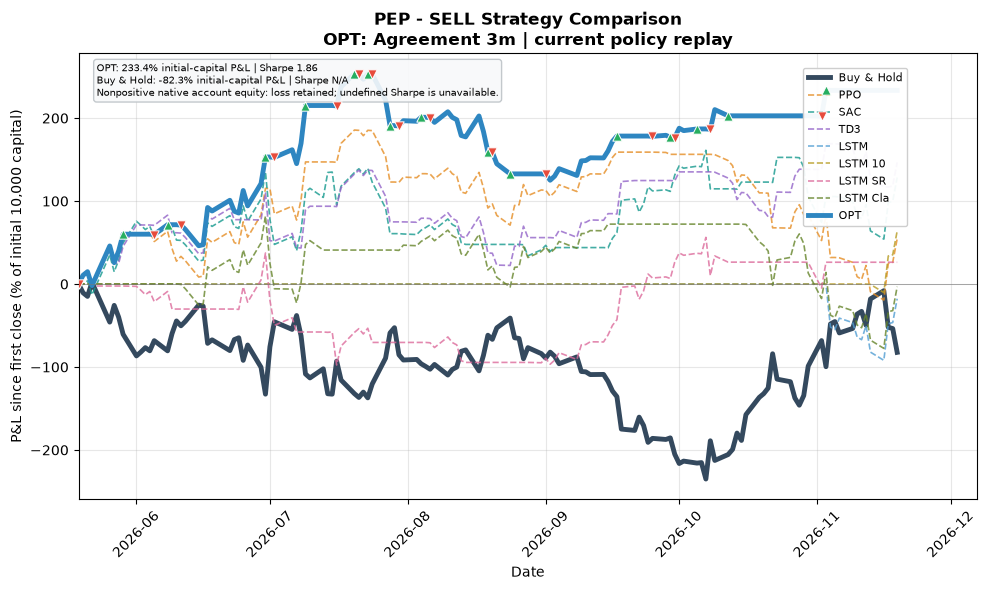 PEP - SELL Strategy Comparison
OPT: Agreement 3m | current policy replay
OPT: 233.4% initial-capital P&L | Sharpe 1.86
Buy & Hold: -82.3% initial-capital P&L | Sharpe N/A
Nonpositive native account equity: loss retained; undefined Sharpe is unavailable.
Buy & Hold
PPO
SAC
TD3
LSTM
LSTM 10
LSTM SR
LSTM Cla
OPT
P&L since first close (% of initial 10,000 capital)
200
100
0
−100
−200
2026-06
2026-07
2026-08
2026-09
2026-10
2026-11
2026-12
Date